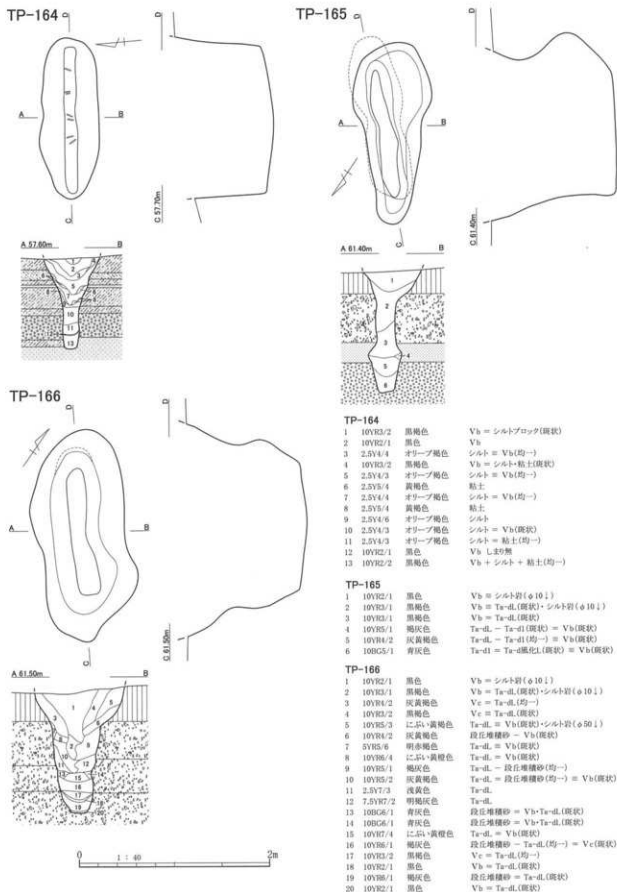 TP-164
TP-165
D
C
A
B
C 57.70m
D
D
C
A
B
C 61.40m
D
A 57.60m
B
A 61.40m
B
TP-166
D
C
A
B
C 61.50m
D
A 61.50m
B
0
1 : 40
2m
TP-164
1 10YR3/2 黒褐色 Vb = シルトブロック(斑状)
2 10YR2/1 黒色 Vb
3 2.5Y4/4 オリーブ褐色 シルト ≡ Vb(均一)
4 10YR3/2 黒褐色 Vb = シルト・粘土(斑状)
5 2.5Y4/3 オリーブ褐色 シルト ≡ Vb(均一)
6 2.5Y5/4 黄褐色 粘土
7 2.5Y4/4 オリーブ褐色 シルト = Vb(均一)
8 2.5Y5/4 黄褐色 粘土
9 2.5Y4/6 オリーブ褐色 シルト
10 2.5Y4/3 オリーブ褐色 シルト = Vb(斑状)
11 2.5Y4/3 オリーブ褐色 シルト = 粘土(均一)
12 10YR2/1 黒色 Vb しまり無
13 10YR2/2 黒褐色 Vb + シルト + 粘土(均一)
TP-165
1 10YR2/1 黒色 Vb ≡ シルト岩(φ10↓)
2 10YR3/1 黒褐色 Vb ≡ Ta-dL(斑状)・シルト岩(φ10↓)
3 10YR3/1 黒褐色 Vb = Ta-dL(斑状)
4 10YR5/1 褐灰色 Ta-dL − Ta-d1(斑状) = Vb(斑状)
5 10YR4/2 灰黄褐色 Ta-dL − Ta-d1(均一) ≡ Vb(斑状)
6 10BG5/1 青灰色 Ta-d1 = Ta-d風化L(斑状) ≡ Vb(斑状)
TP-166
1 10YR2/1 黒色 Vb = シルト岩(φ10↓)
2 10YR3/1 黒褐色 Vb = Ta-dL(斑状)・シルト岩(φ10↓)
3 10YR4/2 灰黄褐色 Vc = Ta-dL(均一)
4 10YR3/2 黒褐色 Vc = Ta-dL(斑状)
5 10YR5/3 にぶい黄褐色 Ta-dL ≡ Vb(斑状)・シルト岩(φ50↓)
6 10YR4/2 灰黄褐色 段丘堆積砂 − Vb(斑状)
7 5YR5/6 明赤褐色 Ta-dL ≡ Vb(斑状)
8 10YR6/4 にぶい黄橙色 Ta-dL = Vb(斑状)
9 10YR5/1 褐灰色 Ta-dL − 段丘堆積砂(均一)
10 10YR5/2 灰黄褐色 Ta-dL = 段丘堆積砂(均一) ≡ Vb(斑状)
11 2.5Y7/3 浅黄色 Ta-dL
12 7.5YR7/2 明褐灰色 Ta-dL
13 10BG6/1 青灰色 段丘堆積砂 = Vb・Ta-dL(斑状)
14 10BG6/1 青灰色 段丘堆積砂 = Vb・Ta-dL(斑状)
15 10YR7/4 にぶい黄橙色 Ta-dL = Vb(斑状)
16 10YR6/1 褐灰色 段丘堆積砂 − Ta-dL(均一) = Vc(斑状)
17 10YR3/2 黒褐色 Vc = Ta-dL(均一)
18 10YR2/1 黒色 Vb = Ta-dL(斑状)
19 10YR6/1 褐灰色 段丘堆積砂 = Ta-dL(斑状)
20 10YR2/1 黒色 Vb = Ta-dL(斑状)